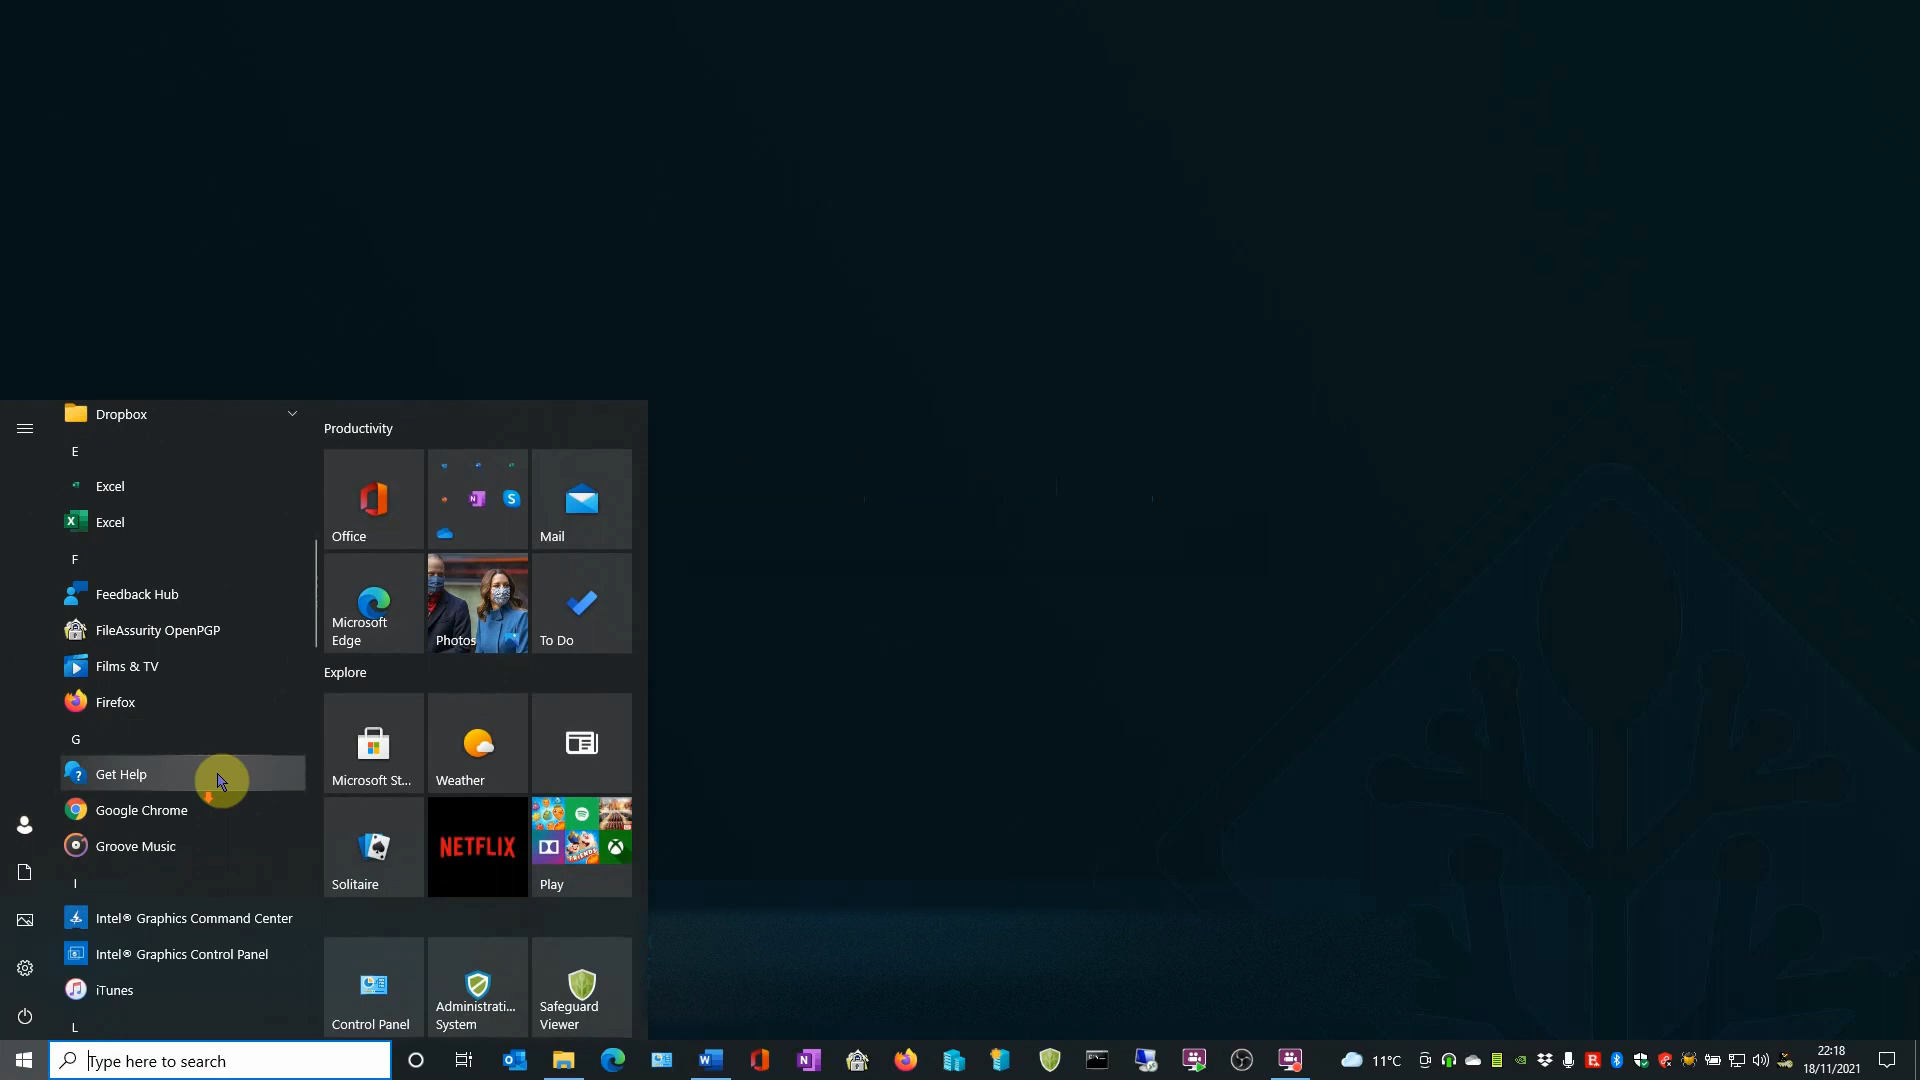 Dropbox
E
Excel
Excel
F
Feedback Hub
FileAssurity OpenPGP
Films & TV
Firefox
G
Get Help
Google Chrome
Groove Music
I
Intel® Graphics Command Center
Intel® Graphics Control Panel
iTunes
L
Productivity
Office
Mail
Microsoft
Edge
Photos
To Do
Explore
Microsoft St...
Weather
Solitaire
NETFLIX
Play
Control Panel
Administrati...
System
Safeguard
Viewer
Type here to search
11°C
22:18
18/11/2021